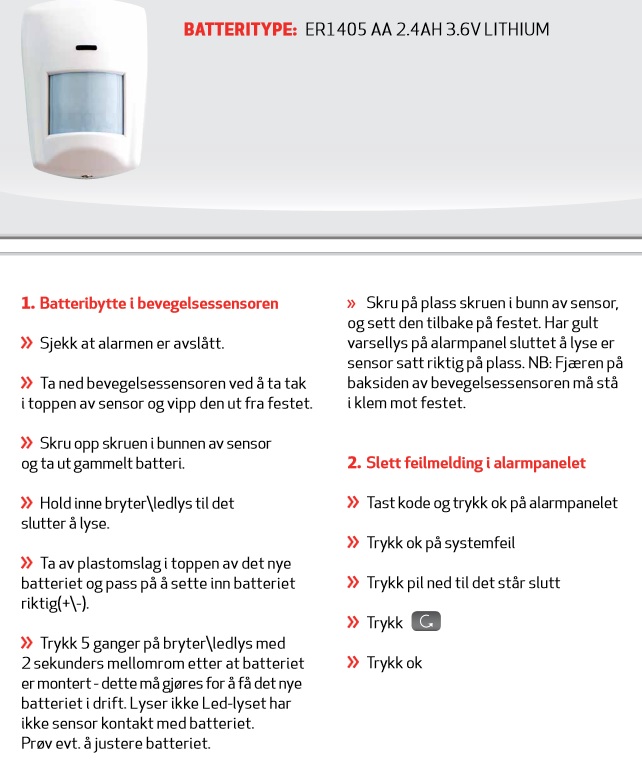 BATTERITYPE: ER1405 AA 2.4AH 3.6V LITHIUM
1. Batteribytte i bevegelsessensoren
» Sjekk at alarmen er avslått.
» Ta ned bevegelsessensoren ved å ta tak
i toppen av sensor og vipp den ut fra festet.
» Skru opp skruen i bunnen av sensor
og ta ut gammelt batteri.
» Hold inne bryter\ledlys til det
slutter å lyse.
» Ta av plastomslag i toppen av det nye
batteriet og pass på å sette inn batteriet
riktig(+\-).
» Trykk 5 ganger på bryter\ledlys med
2 sekunders mellomrom etter at batteriet
er montert - dette må gjøres for å få det nye
batteriet i drift. Lyser ikke Led-lyset har
ikke sensor kontakt med batteriet.
Prøv evt. å justere batteriet.
» Skru på plass skruen i bunn av sensor,
og sett den tilbake på festet. Har gult
varsellys på alarmpanel sluttet å lyse er
sensor satt riktig på plass. NB: Fjæren på
baksiden av bevegelsessensoren må stå
i klem mot festet.
2. Slett feilmelding i alarmpanelet
» Tast kode og trykk ok på alarmpanelet
» Trykk ok på systemfeil
» Trykk pil ned til det står slutt
» Trykk
» Trykk ok